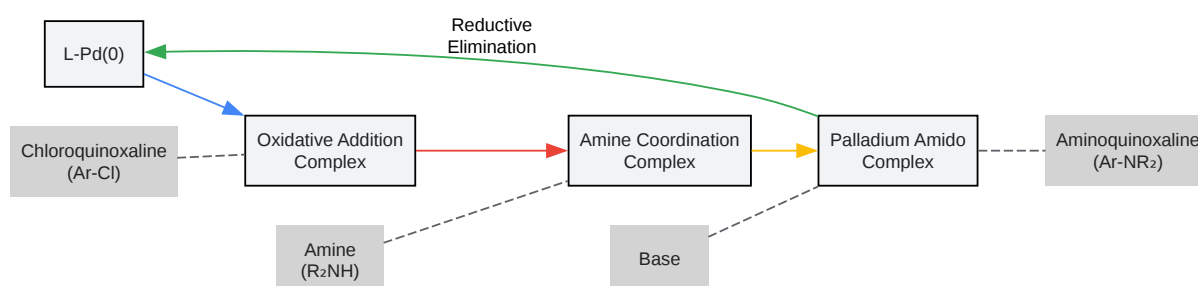 Reductive
Elimination
L-Pd(0)
Chloroquinoxaline
(Ar-Cl)
Oxidative Addition
Complex
Amine Coordination
Complex
Palladium Amido
Complex
Aminoquinoxaline
(Ar-NR₂)
Amine
(R₂NH)
Base